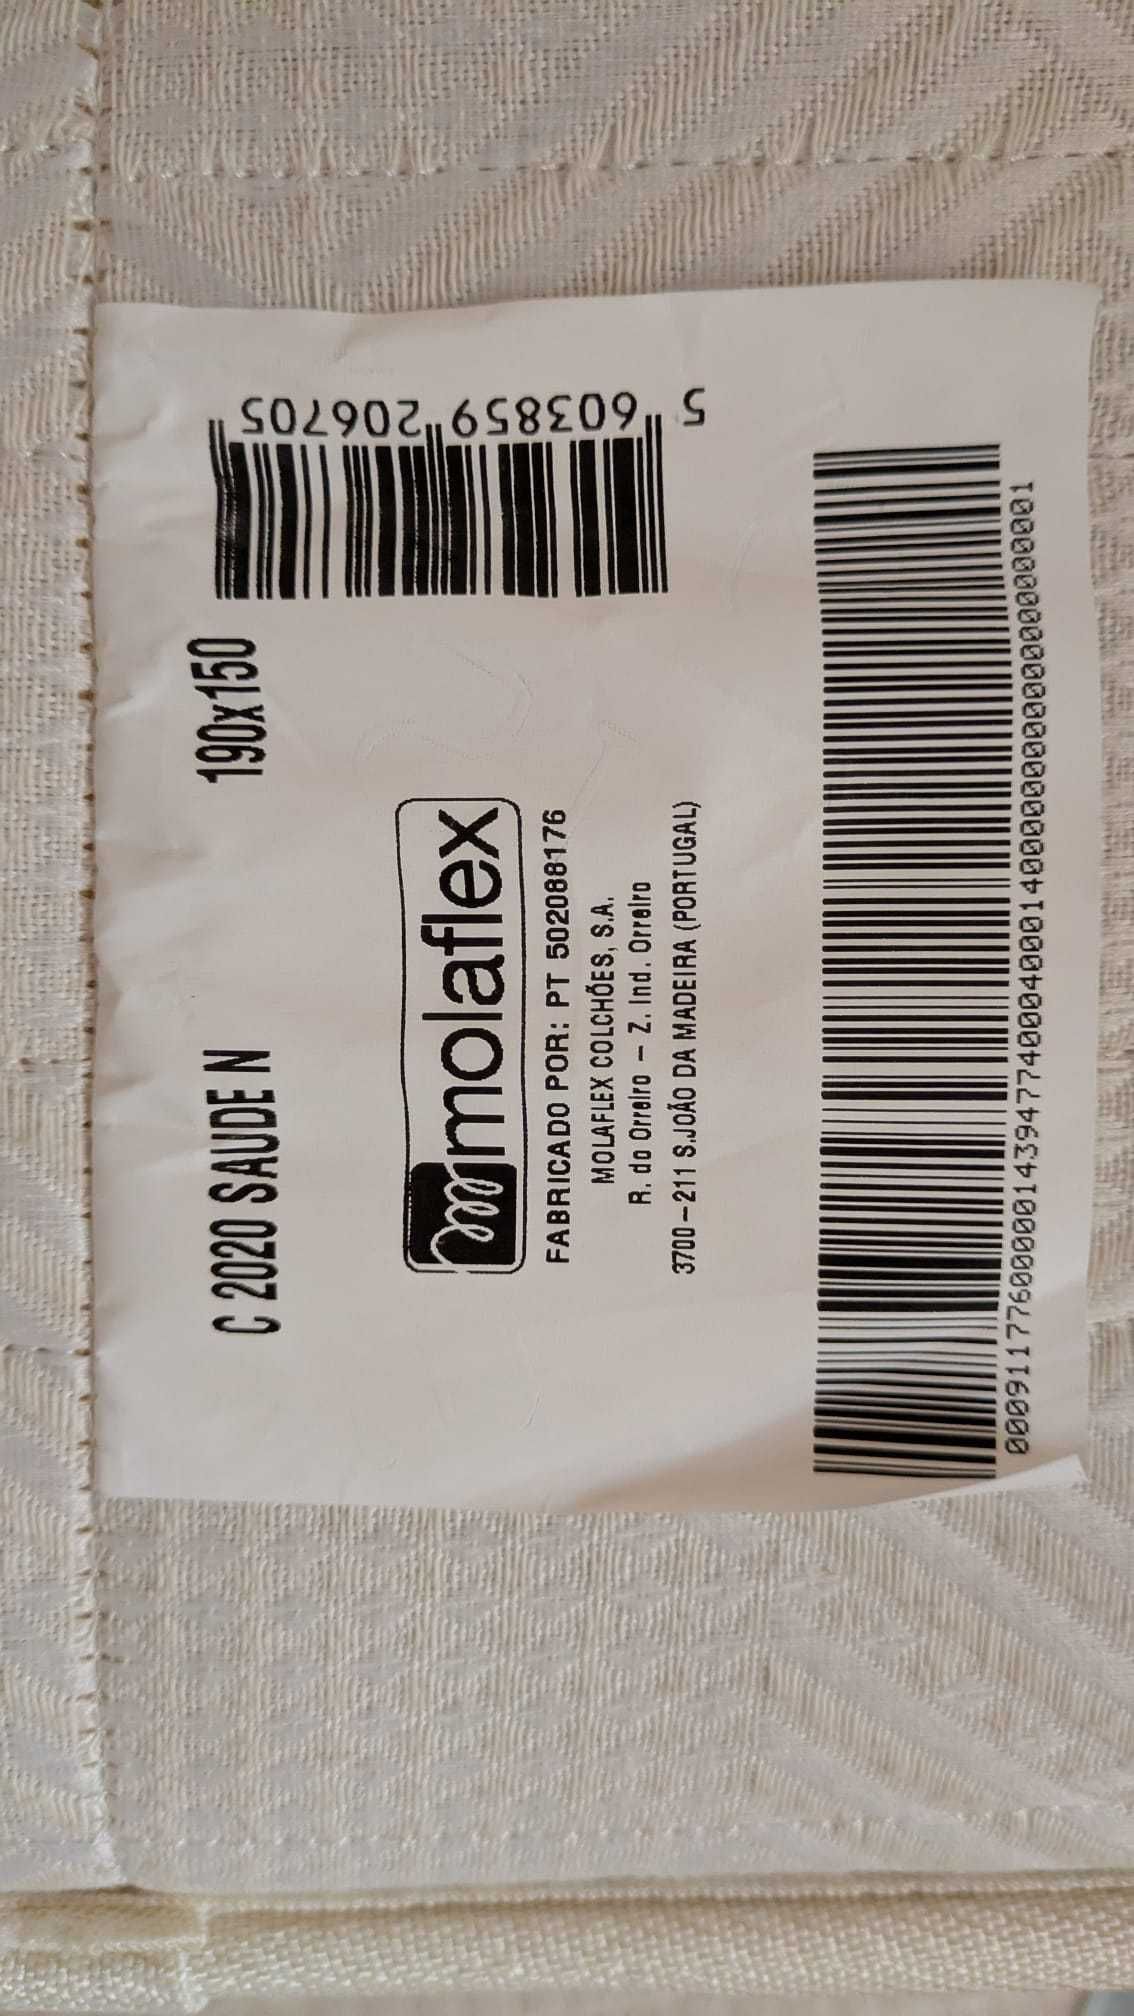 C 2020 SAUDE N 190x150
molaflex
FABRICADO POR: PT 502088176
MOLAFLEX COLCHÕES, S.A.
R. do Orreiro - Z. Ind. Orreiro
3700-211 S.JOÃO DA MADEIRA (PORTUGAL)
5 603859 206705